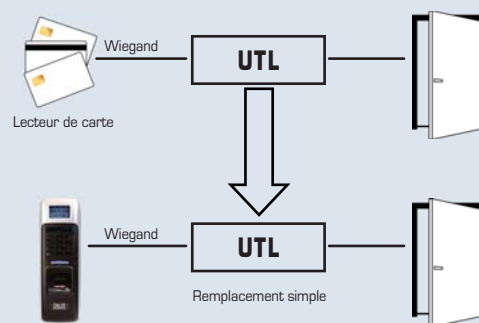 Wiegand
UTL
Lecteur de carte
Wiegand
UTL
Remplacement simple